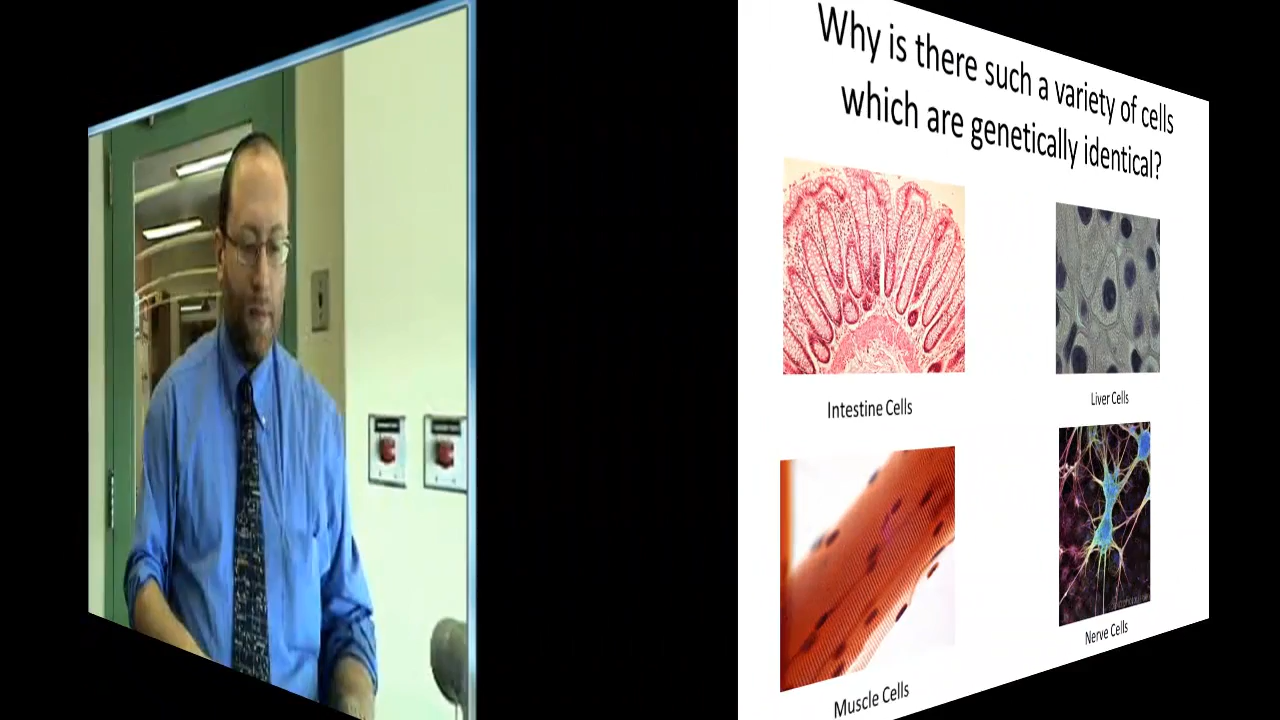 Why is there such a variety of cells
which are genetically identical?
Intestine Cells
Liver Cells
Muscle Cells
Nerve Cells